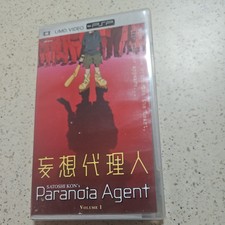 UMD VIDEO
妄想代理人
SATOSHI KON's
Paranoia Agent
VOLUME 1